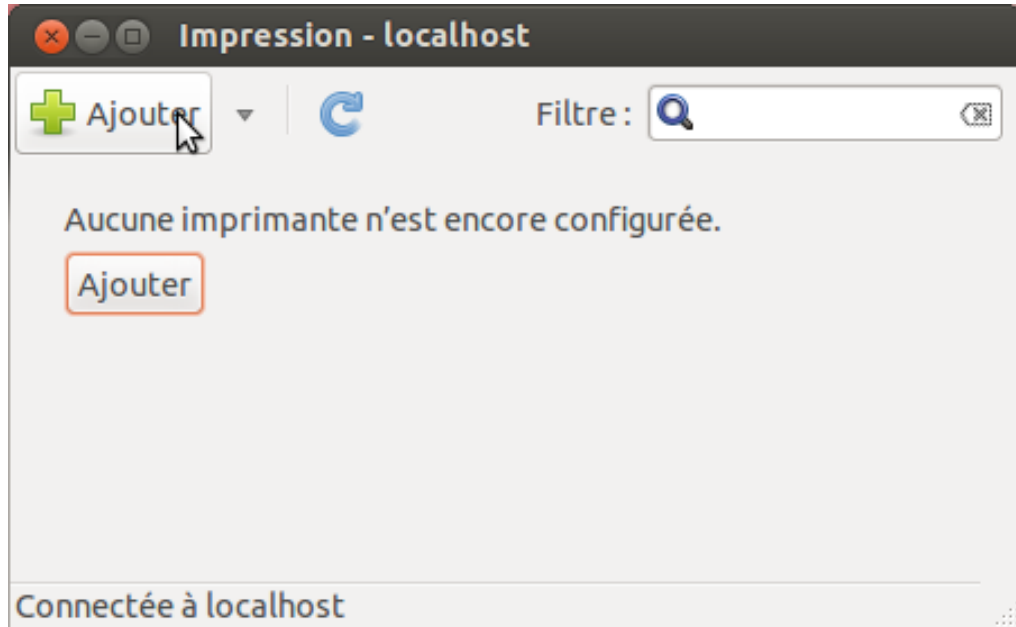 Impression - localhost
Ajouter Filtre :
Aucune imprimante n'est encore configurée.
Ajouter
Connectée à localhost